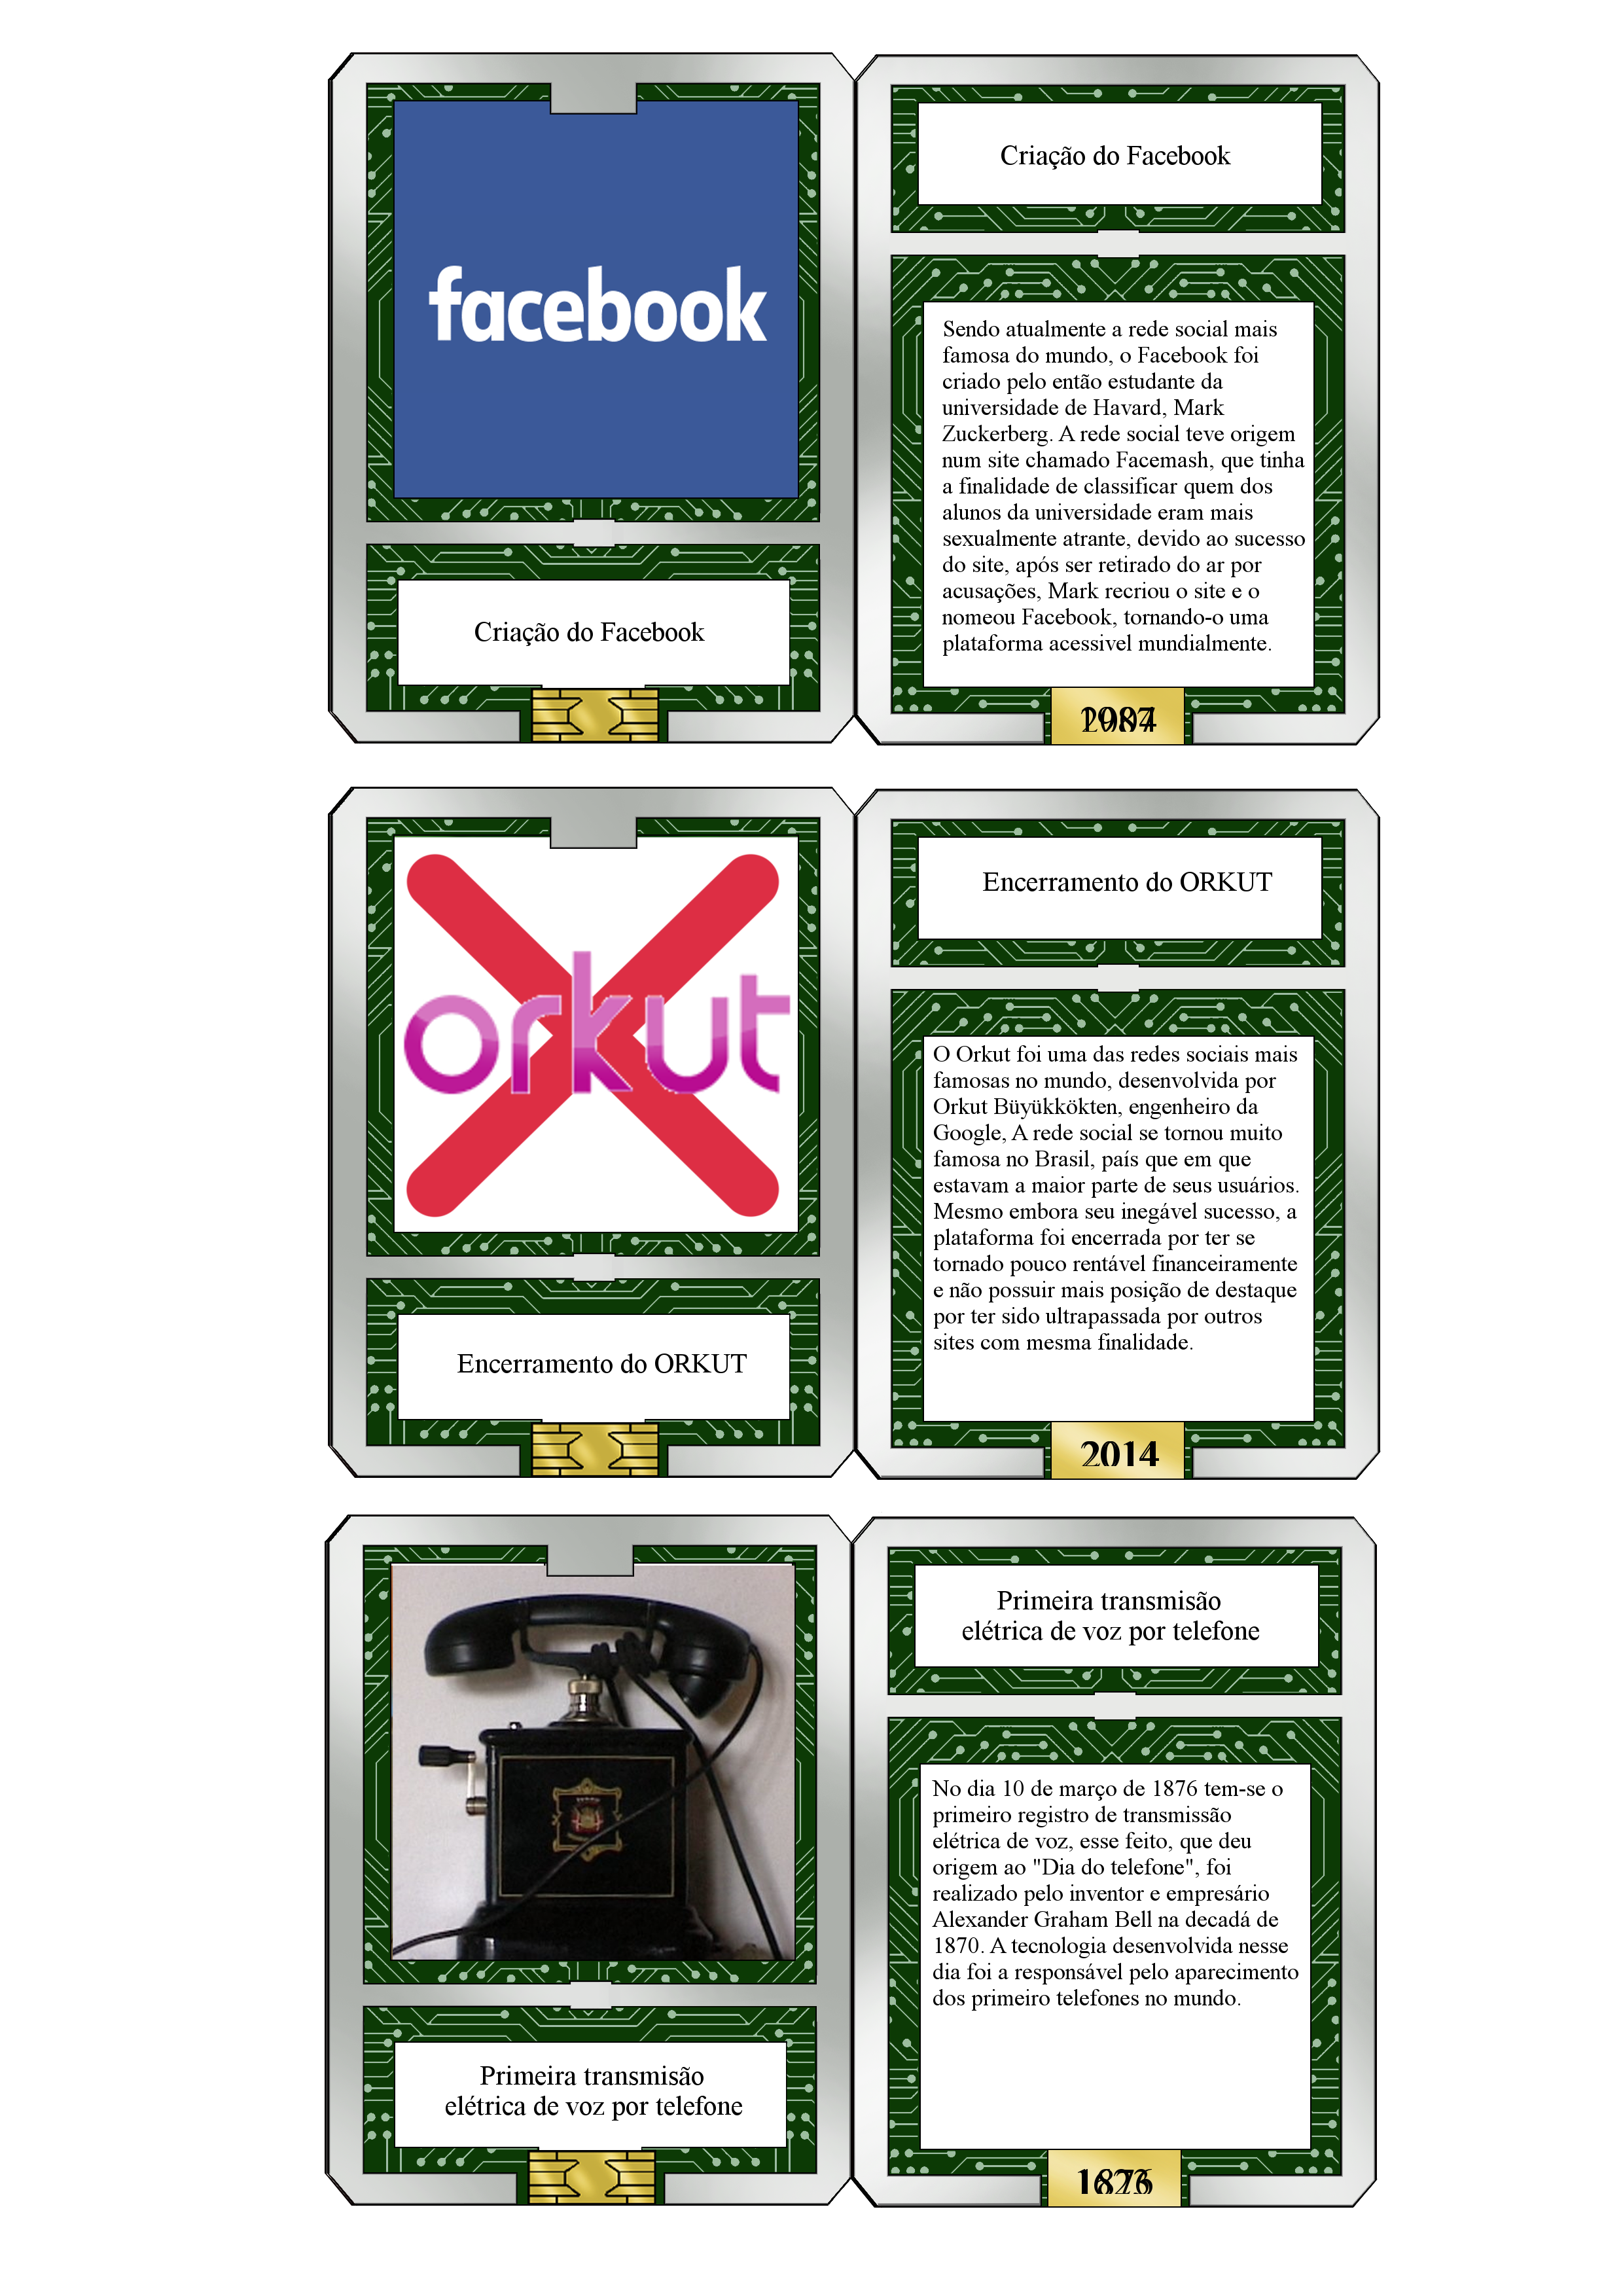 facebook
Criação do Facebook
Criação do Facebook
Sendo atualmente a rede social mais
famosa do mundo, o Facebook foi
criado pelo então estudante da
universidade de Havard, Mark
Zuckerberg. A rede social teve origem
num site chamado Facemash, que tinha
a finalidade de classificar quem dos
alunos da universidade eram mais
sexualmente atrante, devido ao sucesso
do site, após ser retirado do ar por
acusações, Mark recriou o site e o
nomeou Facebook, tornando-o uma
plataforma acessivel mundialmente.
orkut
Encerramento do ORKUT
Encerramento do ORKUT
O Orkut foi uma das redes sociais mais
famosas no mundo, desenvolvida por
Orkut Büyükkökten, engenheiro da
Google, A rede social se tornou muito
famosa no Brasil, país que em que
estavam a maior parte de seus usuários.
Mesmo embora seu inegável sucesso, a
plataforma foi encerrada por ter se
tornado pouco rentável financeiramente
e não possuir mais posição de destaque
por ter sido ultrapassada por outros
sites com mesma finalidade.
2014
Primeira transmisão
elétrica de voz por telefone
Primeira transmisão
elétrica de voz por telefone
No dia 10 de março de 1876 tem-se o
primeiro registro de transmissão
elétrica de voz, esse feito, que deu
origem ao "Dia do telefone", foi
realizado pelo inventor e empresário
Alexander Graham Bell na decadá de
1870. A tecnologia desenvolvida nesse
dia foi a responsável pelo aparecimento
dos primeiro telefones no mundo.